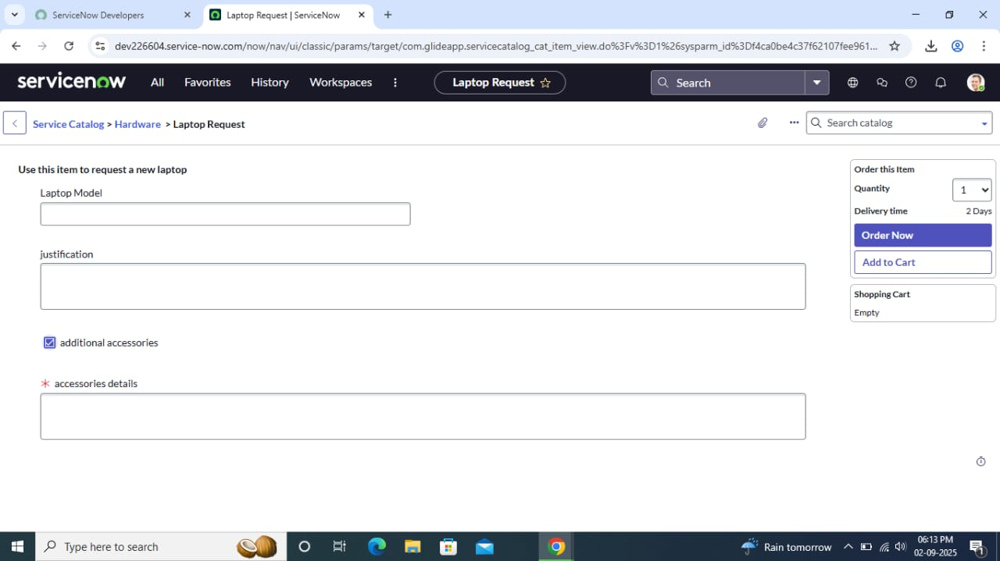 ServiceNow Developers
Laptop Request | ServiceNow
dev226604.service-now.com/now/nav/ui/classic/params/target/com.glideapp.servicecatalog_cat_item_view.do%3Fv%3D1%26sysparm_id%3Df4ca0be4c37f62107fee961...
servicenow All Favorites History Workspaces Laptop Request Search
Service Catalog > Hardware > Laptop Request Search catalog
Use this item to request a new laptop
Laptop Model
justification
additional accessories
accessories details
Order this Item
Quantity 1
Delivery time 2 Days
Order Now
Add to Cart
Shopping Cart
Empty
Type here to search
Rain tomorrow
06:13 PM
02-09-2025
1